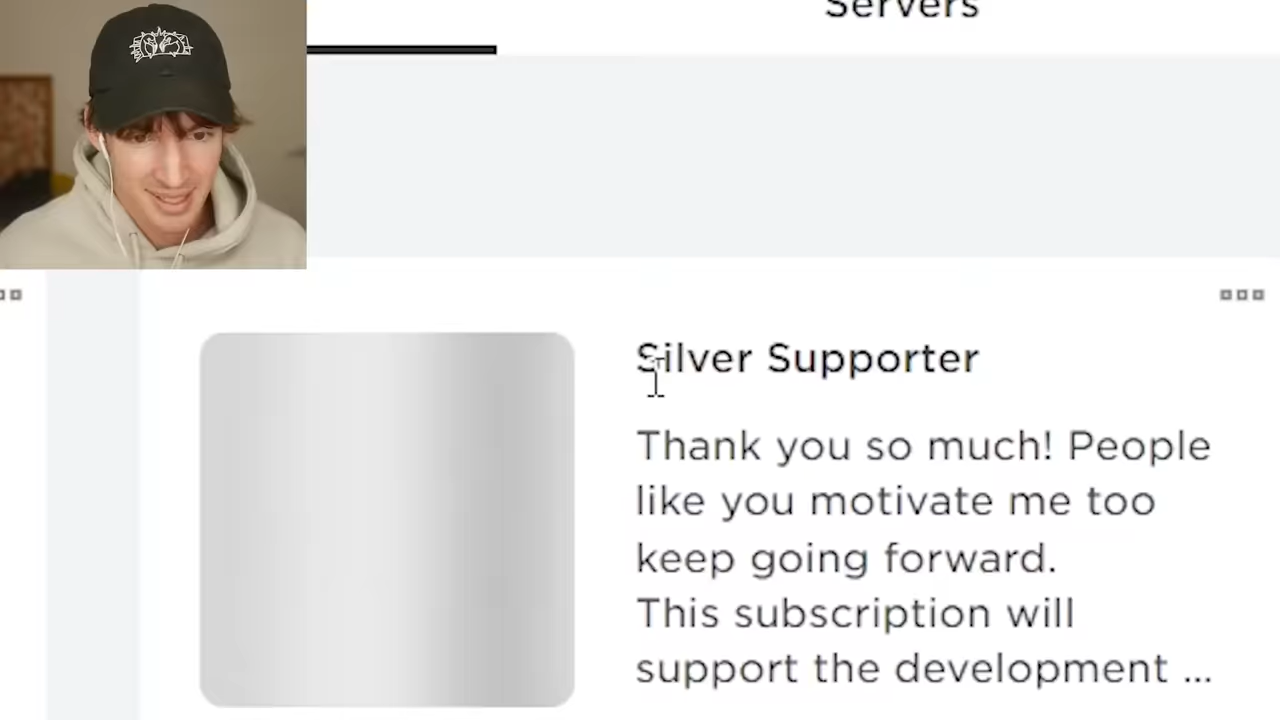 Servers
Silver Supporter
Thank you so much! People
like you motivate me too
keep going forward.
This subscription will
support the development ...